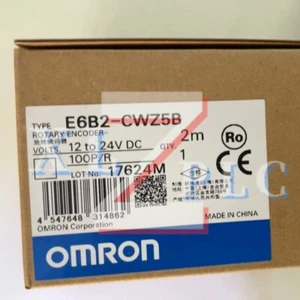 TYPE E6B2-CWZ5B
ROTARY ENCODER
VOLTS. 12 to 24V DC 2m
100P/R QTY. 1
LOT No. 17624M
4 547648 314862
OMRON Corporation MADE IN CHINA
OMRON